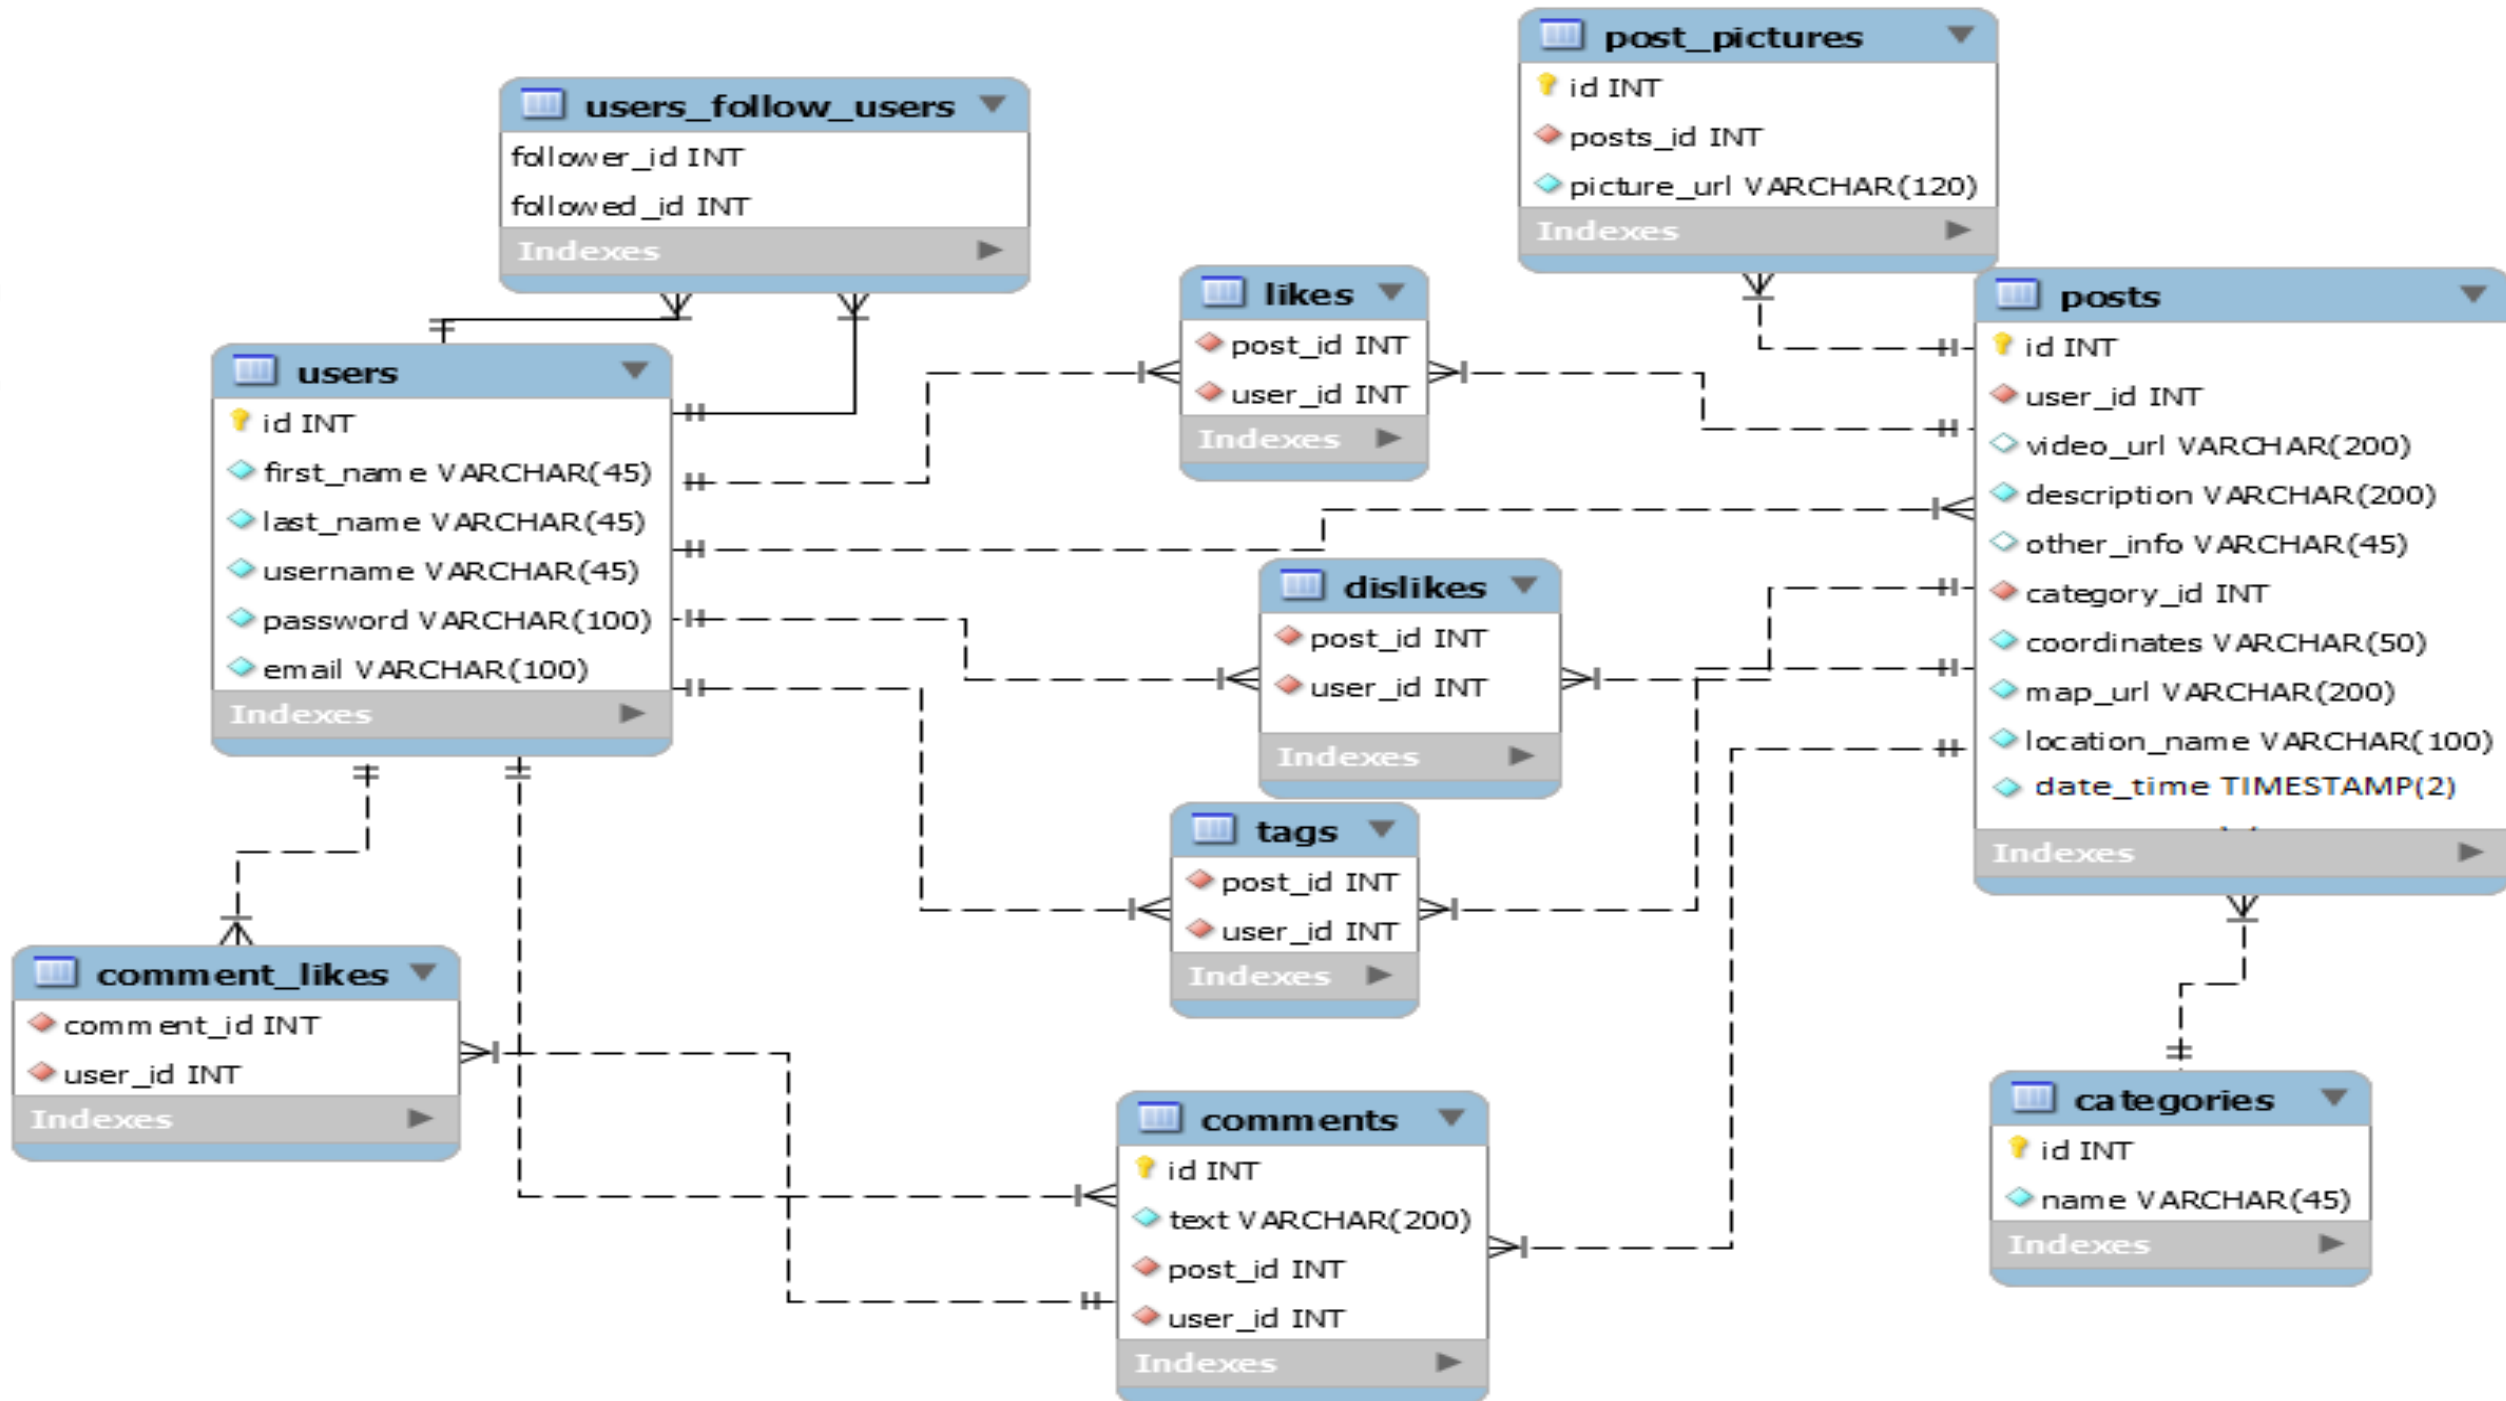 post_pictures
id INT
posts_id INT
picture_url VARCHAR(120)
Indexes
users_follow_users
follower_id INT
followed_id INT
Indexes
likes
post_id INT
user_id INT
Indexes
posts
id INT
user_id INT
video_url VARCHAR(200)
description VARCHAR(200)
other_info VARCHAR(45)
category_id INT
coordinates VARCHAR(50)
map_url VARCHAR(200)
location_name VARCHAR(100)
date_time TIMESTAMP(2)
Indexes
users
id INT
first_name VARCHAR(45)
last_name VARCHAR(45)
username VARCHAR(45)
password VARCHAR(100)
email VARCHAR(100)
Indexes
dislikes
post_id INT
user_id INT
Indexes
tags
post_id INT
user_id INT
Indexes
comment_likes
comment_id INT
user_id INT
Indexes
comments
id INT
text VARCHAR(200)
post_id INT
user_id INT
Indexes
categories
id INT
name VARCHAR(45)
Indexes